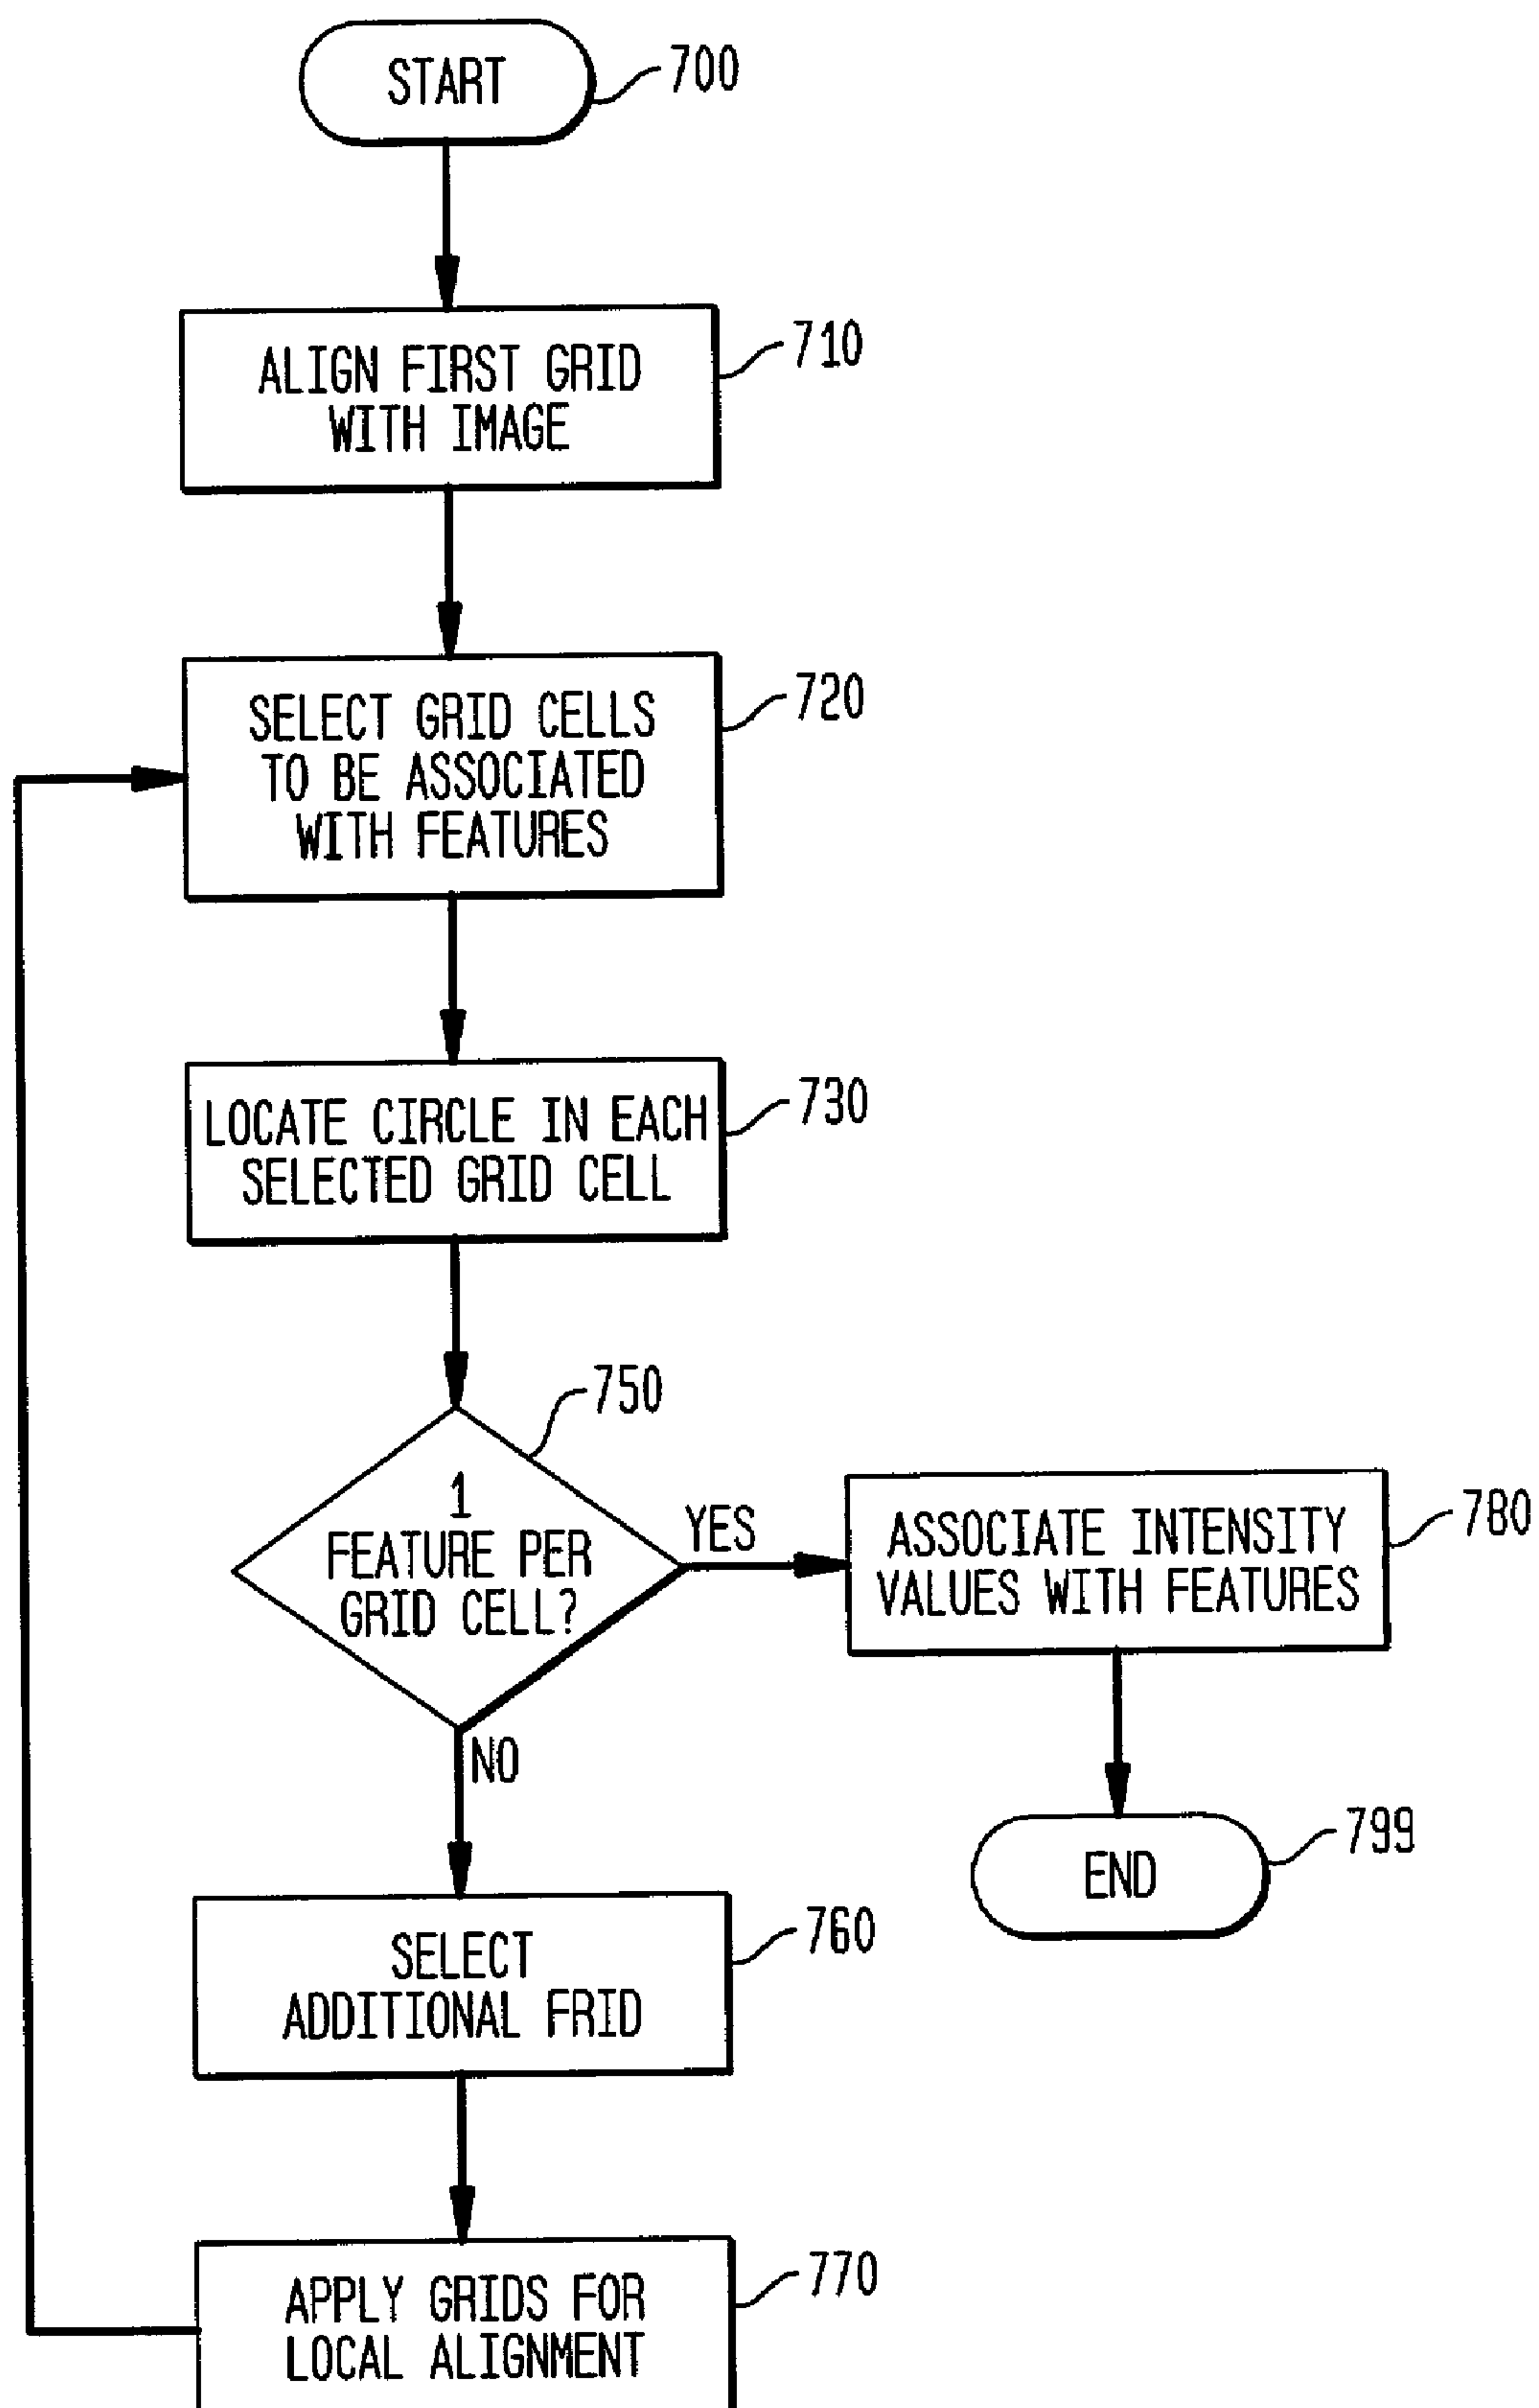 START
700
ALIGN FIRST GRID
WITH IMAGE
710
SELECT GRID CELLS
TO BE ASSOCIATED
WITH FEATURES
720
LOCATE CIRCLE IN EACH
SELECTED GRID CELL
730
1
FEATURE PER
GRID CELL?
750
YES
ASSOCIATE INTENSITY
VALUES WITH FEATURES
780
NO
END
799
SELECT
ADDITIONAL FRID
760
APPLY GRIDS FOR
LOCAL ALIGNMENT
770